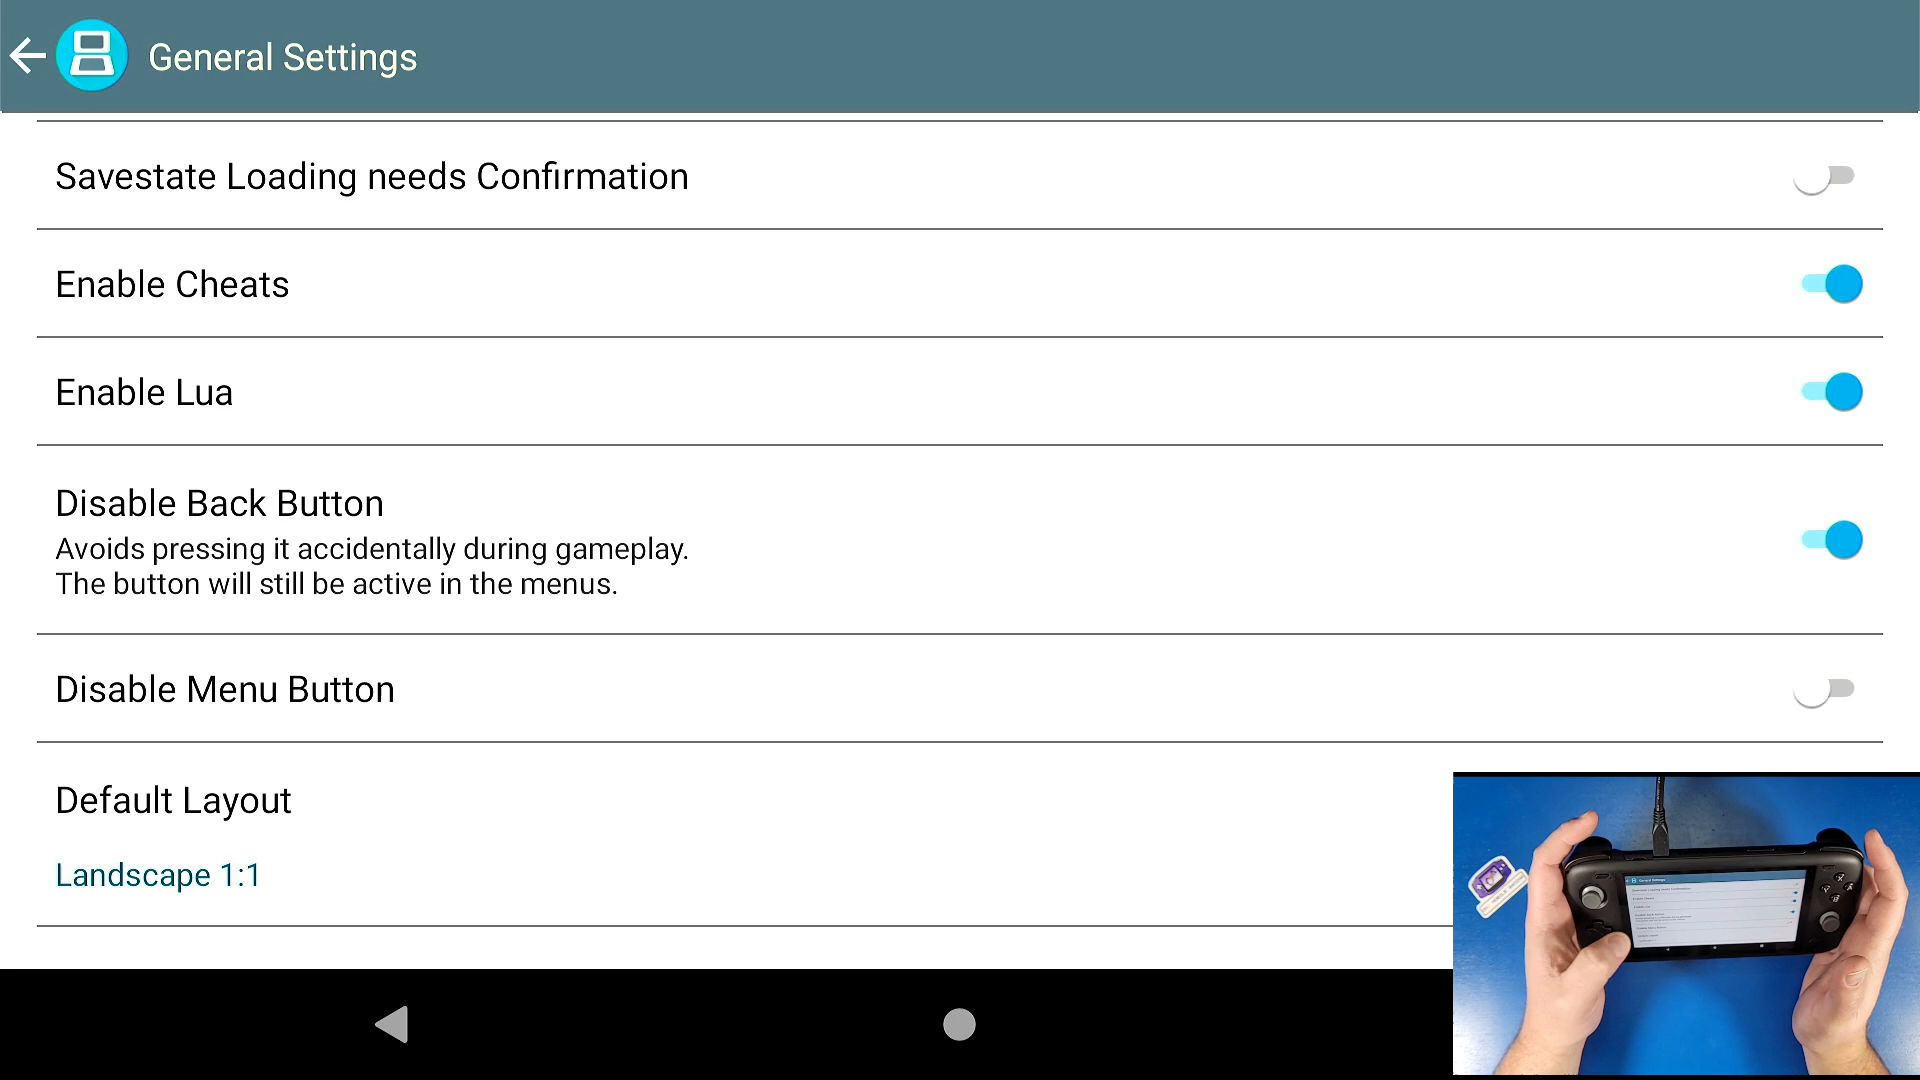 General Settings
Savestate Loading needs Confirmation
Enable Cheats
Enable Lua
Disable Back Button
Avoids pressing it accidentally during gameplay.
The button will still be active in the menus.
Disable Menu Button
Default Layout
Landscape 1:1